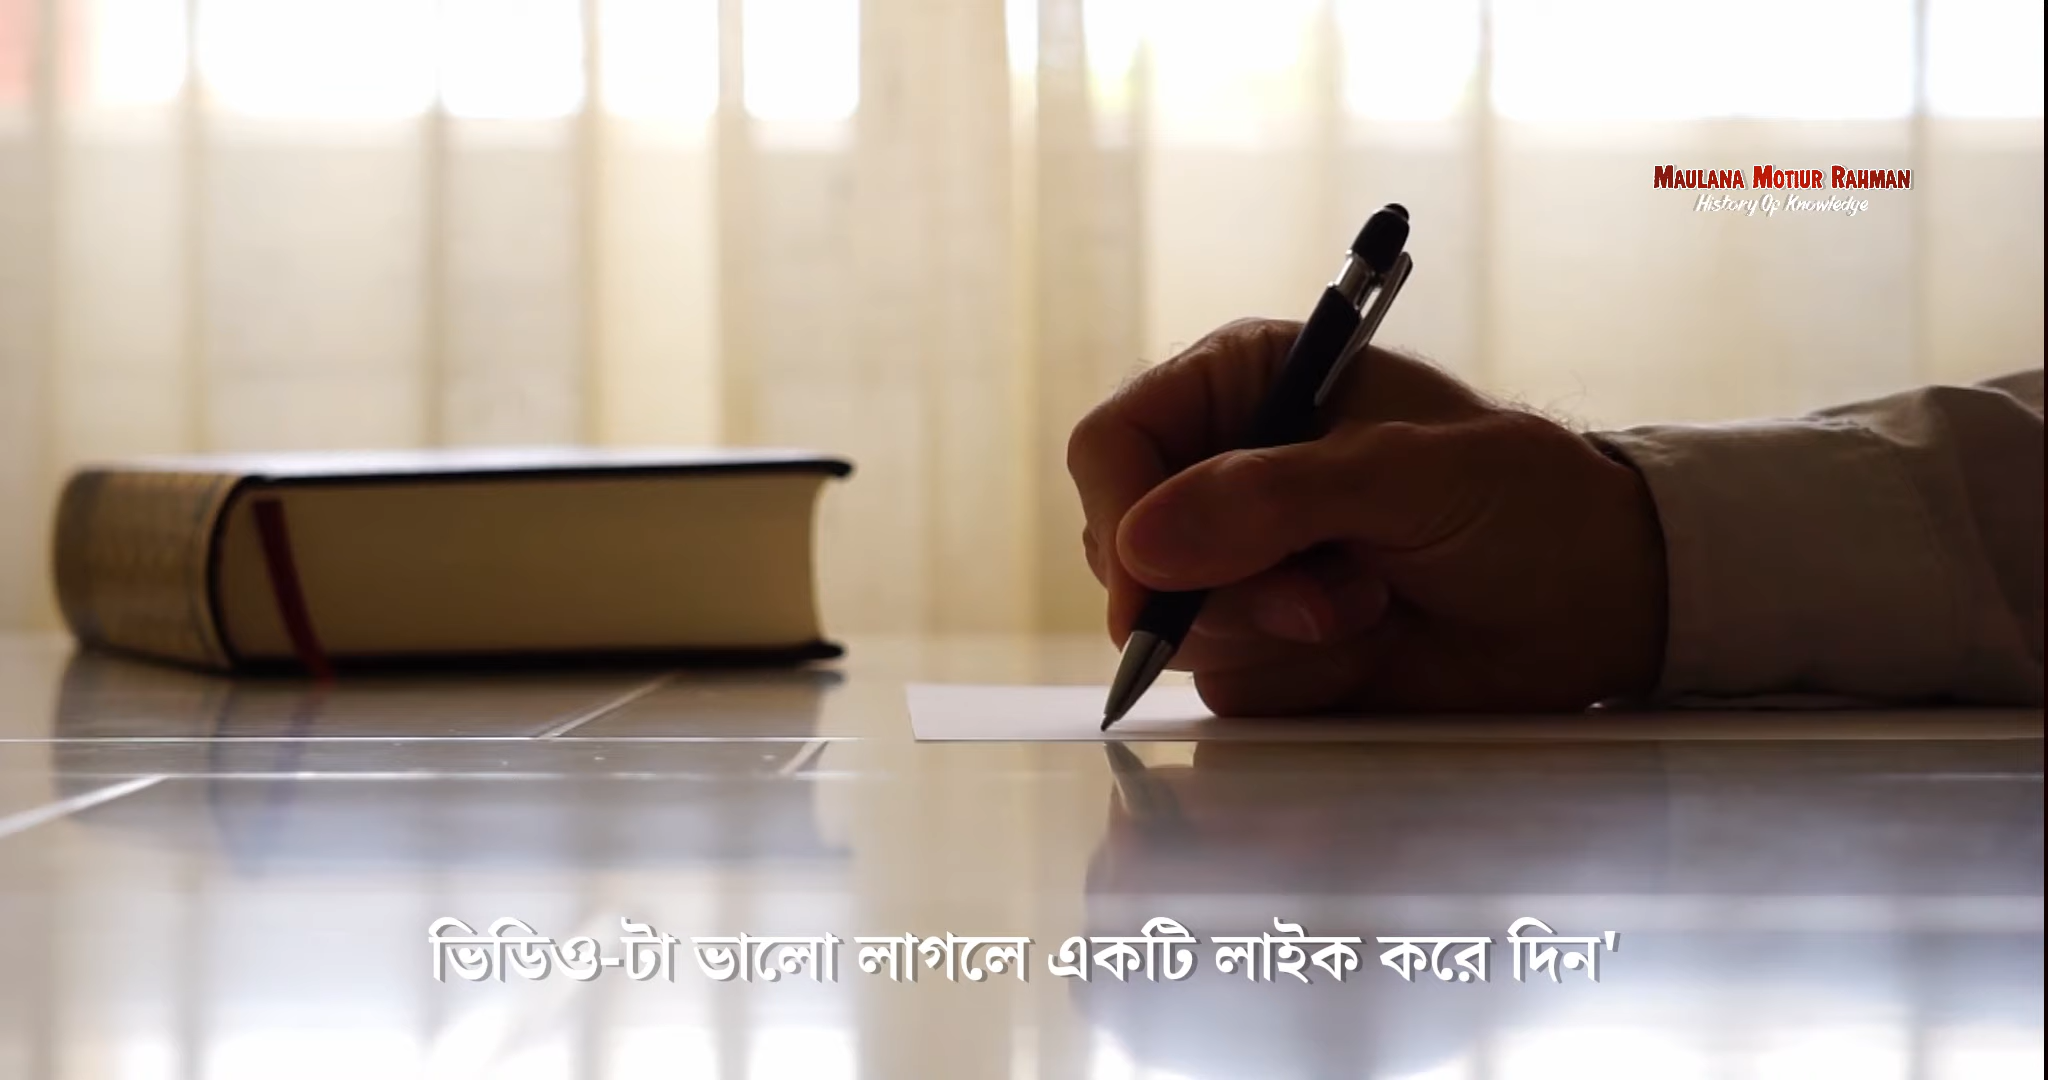 MAULANA MOTIUR RAHMAN
History Of Knowledge
ভিডিও-টা ভালো লাগলে একটি লাইক করে দিন'